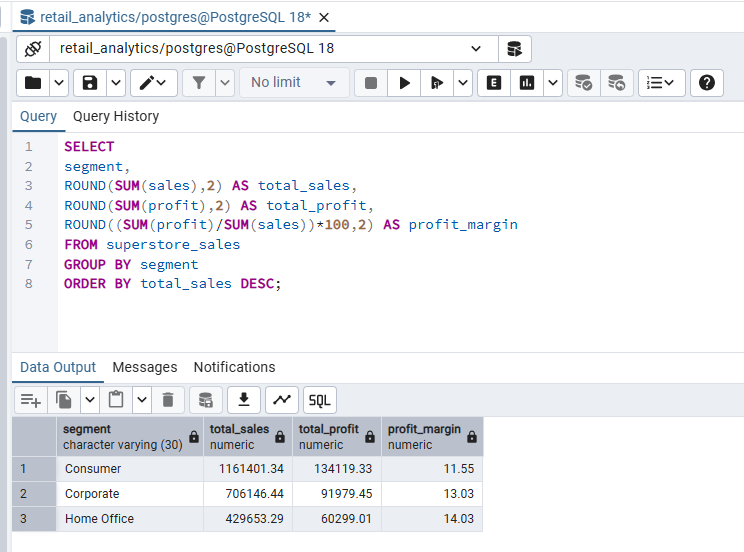 retail_analytics/postgres@PostgreSQL 18*
retail_analytics/postgres@PostgreSQL 18
No limit
Query Query History
1 SELECT
2 segment,
3 ROUND(SUM(sales),2) AS total_sales,
4 ROUND(SUM(profit),2) AS total_profit,
5 ROUND((SUM(profit)/SUM(sales))*100,2) AS profit_margin
6 FROM superstore_sales
7 GROUP BY segment
8 ORDER BY total_sales DESC;
Data Output Messages Notifications
SQL
segment total_sales total_profit profit_margin
character varying (30) numeric numeric numeric
1 Consumer 1161401.34 134119.33 11.55
2 Corporate 706146.44 91979.45 13.03
3 Home Office 429653.29 60299.01 14.03